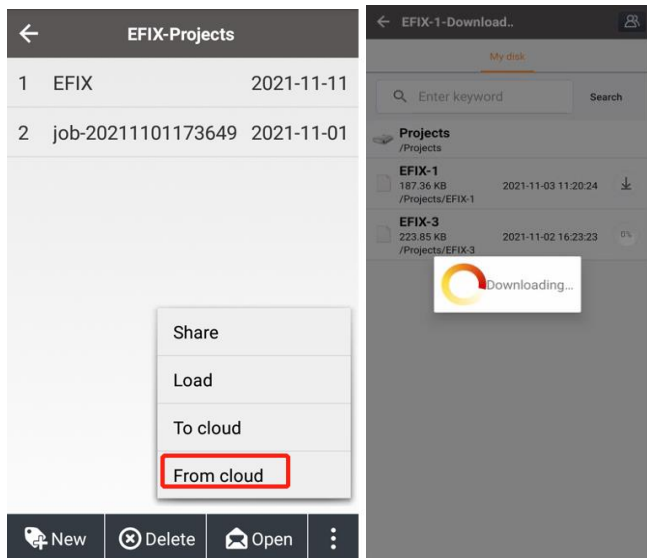 EFIX-Projects
1 EFIX 2021-11-11
2 job-20211101173649 2021-11-01
Share
Load
To cloud
From cloud
New Delete Open
EFIX-1-Download..
My disk
Enter keyword Search
Projects
/Projects
EFIX-1
187.36 KB 2021-11-03 11:20:24
/Projects/EFIX-1
EFIX-3
223.85 KB 2021-11-02 16:23:23 0%
/Projects/EFIX-3
Downloading...